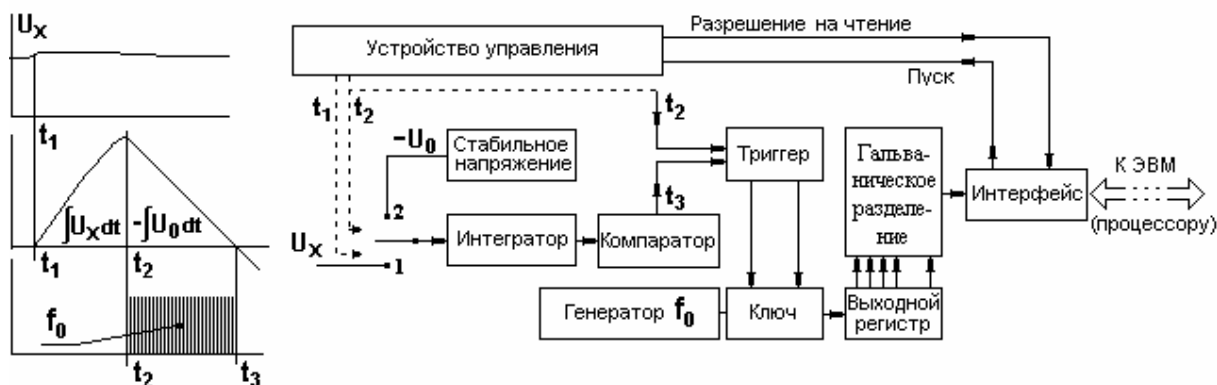 Uₓ
t₁
∫Uₓdt
-∫U₀dt
t₁
t₂
f₀
t₂
t₃
Устройство управления
Разрешение на чтение
Пуск
t₁
t₂
t₂
−U₀
Стабильное
напряжение
2
Uₓ
1
Интегратор
Компаратор
t₃
Триггер
Гальва-
ническое
разделе-
ние
Интерфейс
К ЭВМ
(процессору)
Генератор f₀
Ключ
Выходной
регистр